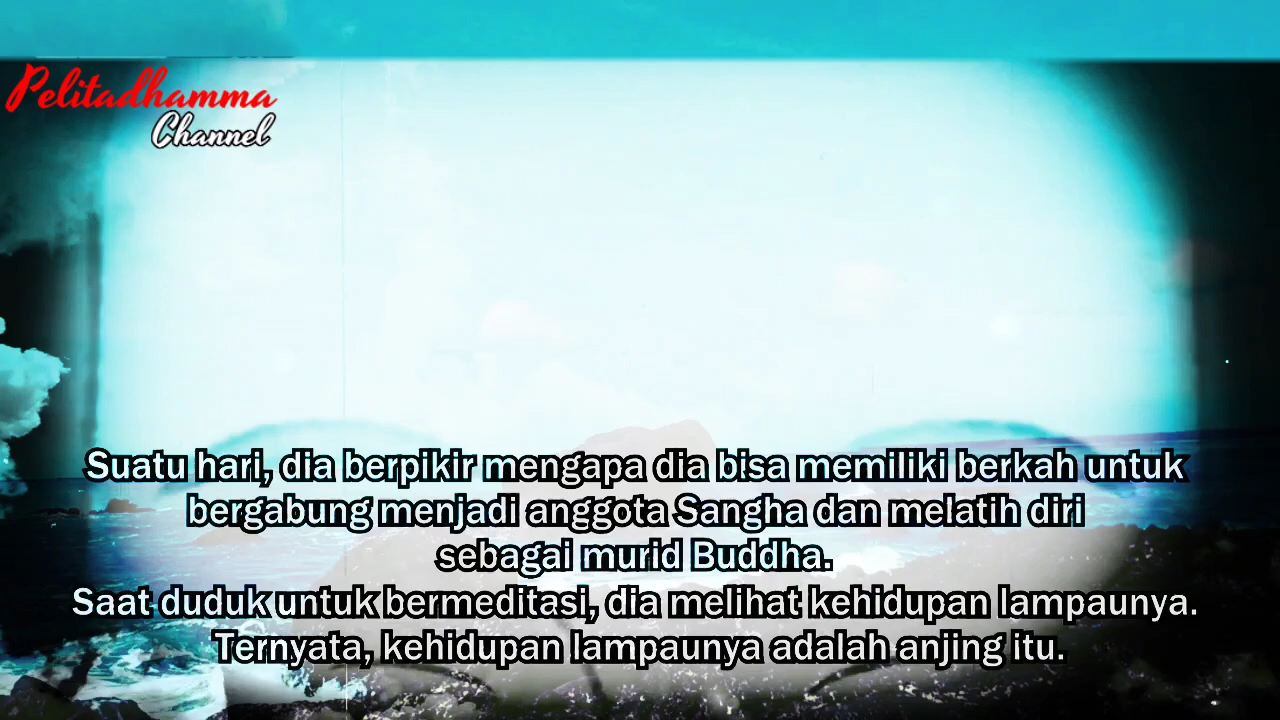 Pelitadhamma
Channel
Suatu hari, dia berpikir mengapa dia bisa memiliki berkah untuk
bergabung menjadi anggota Sangha dan melatih diri
sebagai murid Buddha.
Saat duduk untuk bermeditasi, dia melihat kehidupan lampaunya.
Ternyata, kehidupan lampaunya adalah anjing itu.